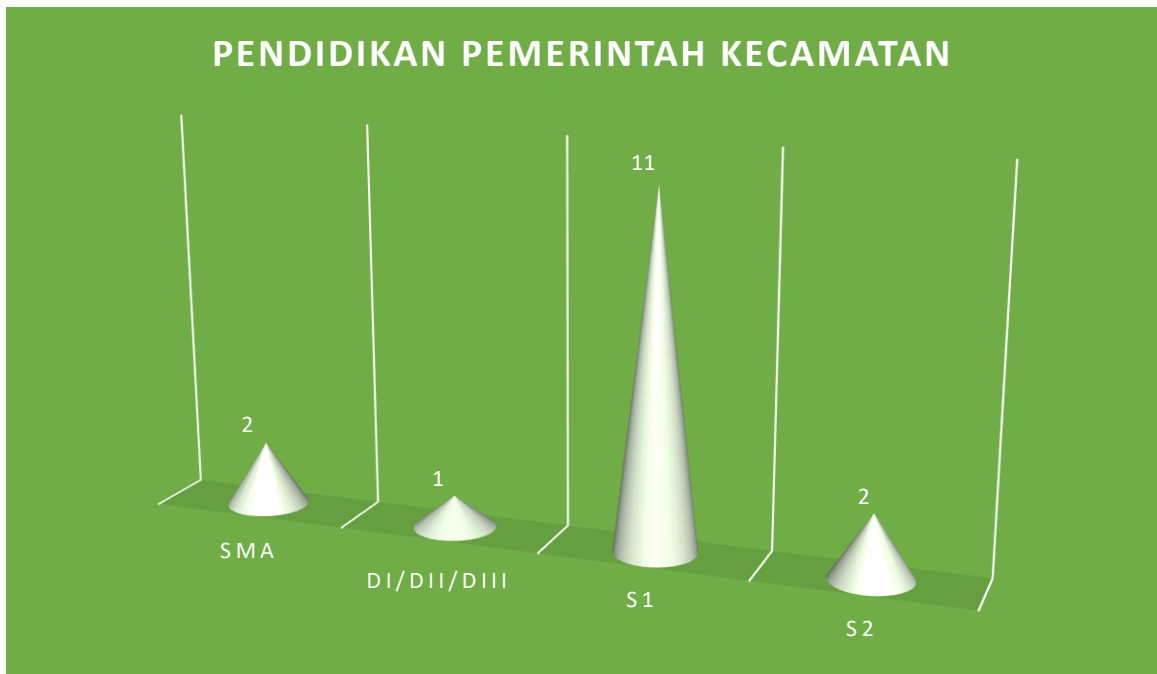 PENDIDIKAN PEMERINTAH KECAMATAN
2
1
11
2
SMA
DI/DII/DIII
S1
S2